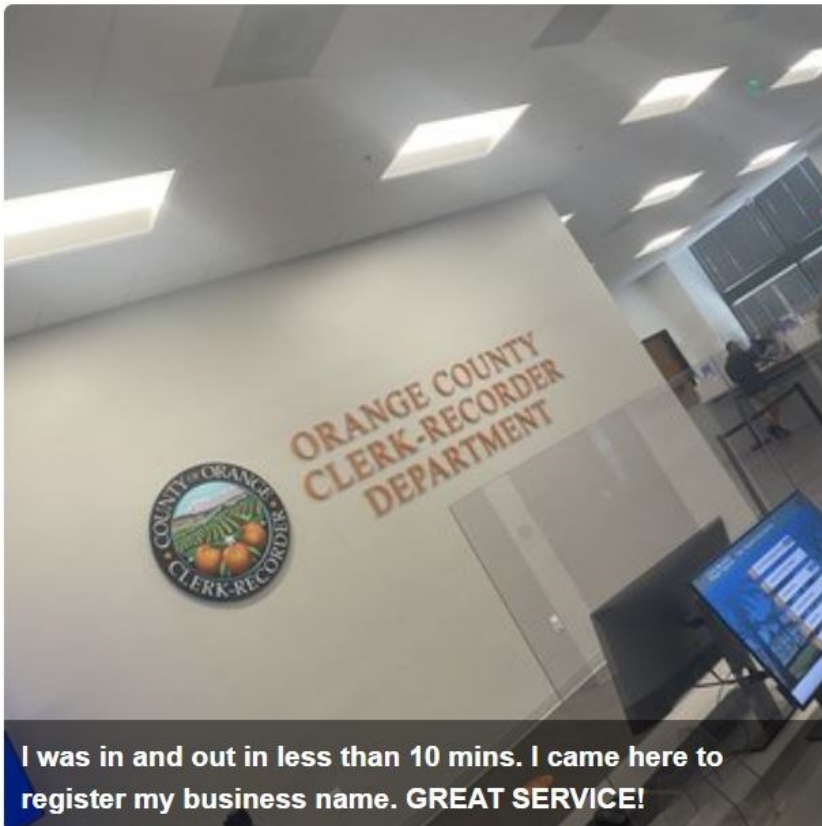 ORANGE COUNTY
CLERK-RECORDER
DEPARTMENT
COUNTY OF ORANGE
CLERK-RECORDER
I was in and out in less than 10 mins. I came here to
register my business name. GREAT SERVICE!